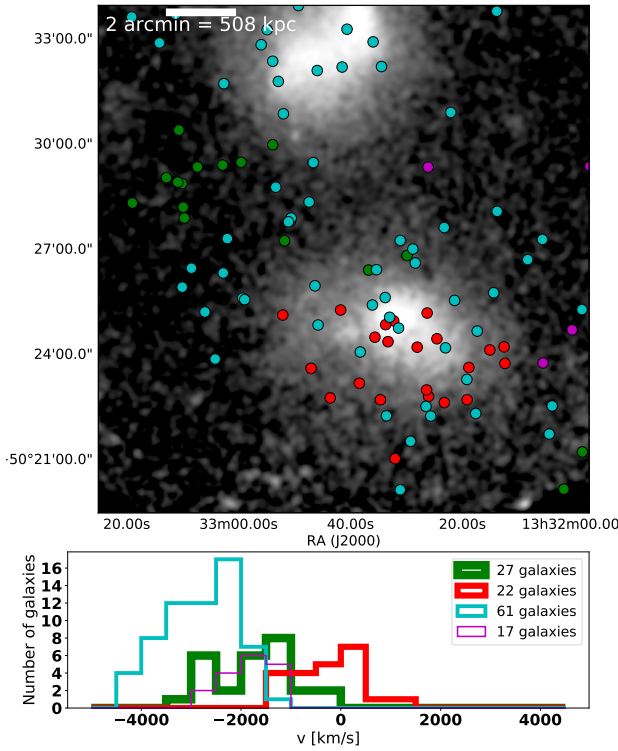 2 arcmin = 508 kpc
33'00.0"
30'00.0"
27'00.0"
24'00.0"
-50°21'00.0"
20.00s 33m00.00s 40.00s 20.00s 13h32m00.00
RA (J2000)
Number of galaxies
16
14
12
10
8
6
4
2
0
27 galaxies
22 galaxies
61 galaxies
17 galaxies
−4000 −2000 0 2000 4000
v [km/s]